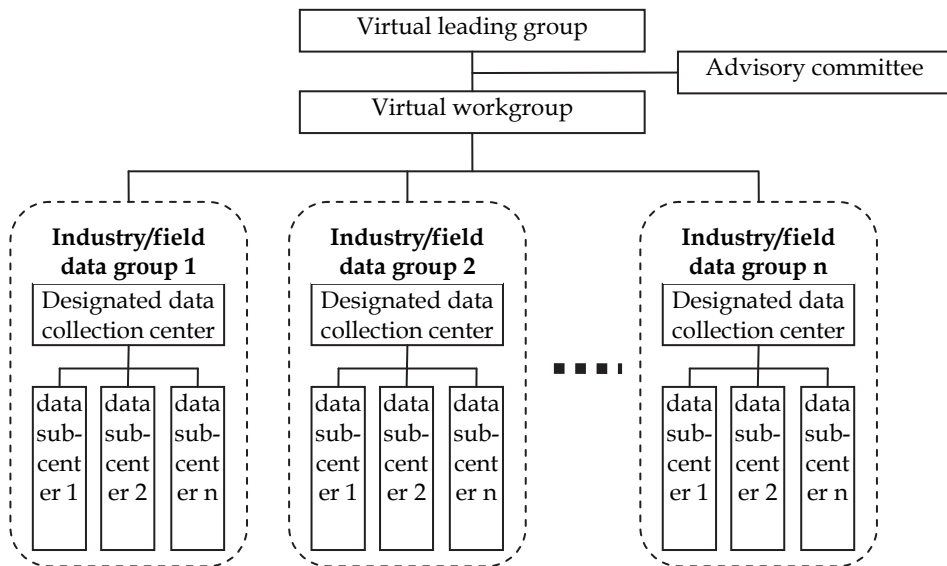 Virtual leading group
Advisory committee
Virtual workgroup
Industry/field
data group 1
Designated data
collection center
data
sub-
cent
er 1
data
sub-
cent
er 2
data
sub-
cent
er n
Industry/field
data group 2
Designated data
collection center
data
sub-
cent
er 1
data
sub-
cent
er 2
data
sub-
cent
er n
Industry/field
data group n
Designated data
collection center
data
sub-
cent
er 1
data
sub-
cent
er 2
data
sub-
cent
er n